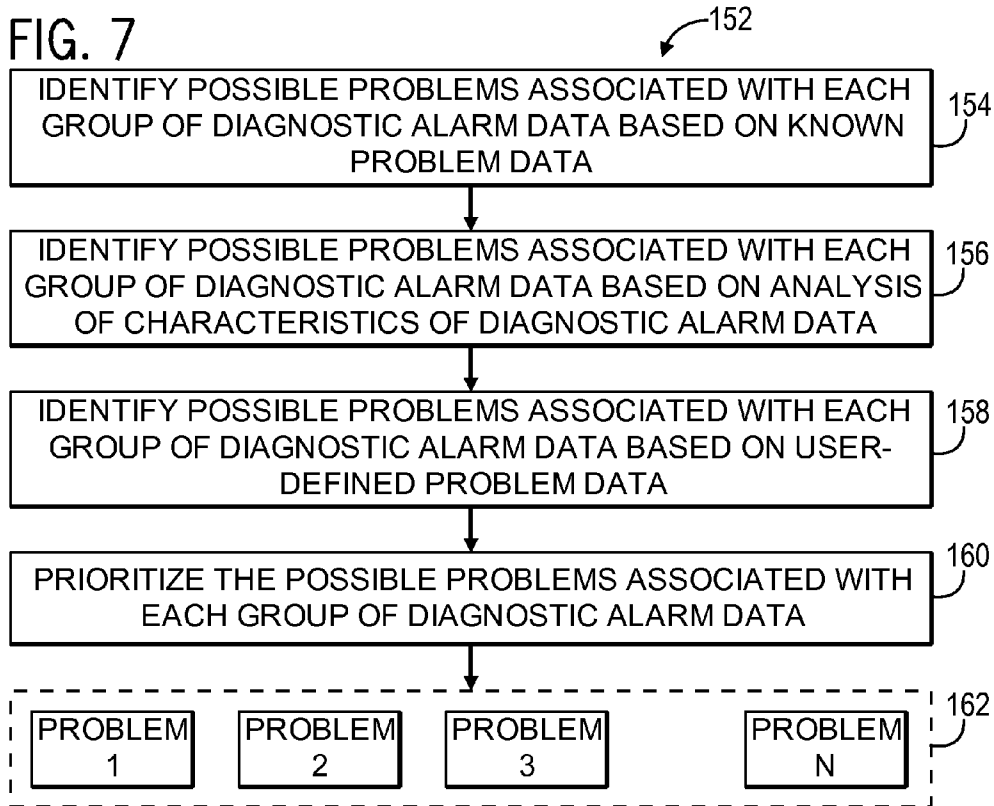 FIG. 7
152
IDENTIFY POSSIBLE PROBLEMS ASSOCIATED WITH EACH
GROUP OF DIAGNOSTIC ALARM DATA BASED ON KNOWN
PROBLEM DATA
154
IDENTIFY POSSIBLE PROBLEMS ASSOCIATED WITH EACH
GROUP OF DIAGNOSTIC ALARM DATA BASED ON ANALYSIS
OF CHARACTERISTICS OF DIAGNOSTIC ALARM DATA
156
IDENTIFY POSSIBLE PROBLEMS ASSOCIATED WITH EACH
GROUP OF DIAGNOSTIC ALARM DATA BASED ON USER-
DEFINED PROBLEM DATA
158
PRIORITIZE THE POSSIBLE PROBLEMS ASSOCIATED WITH
EACH GROUP OF DIAGNOSTIC ALARM DATA
160
PROBLEM
1
PROBLEM
2
PROBLEM
3
PROBLEM
N
162